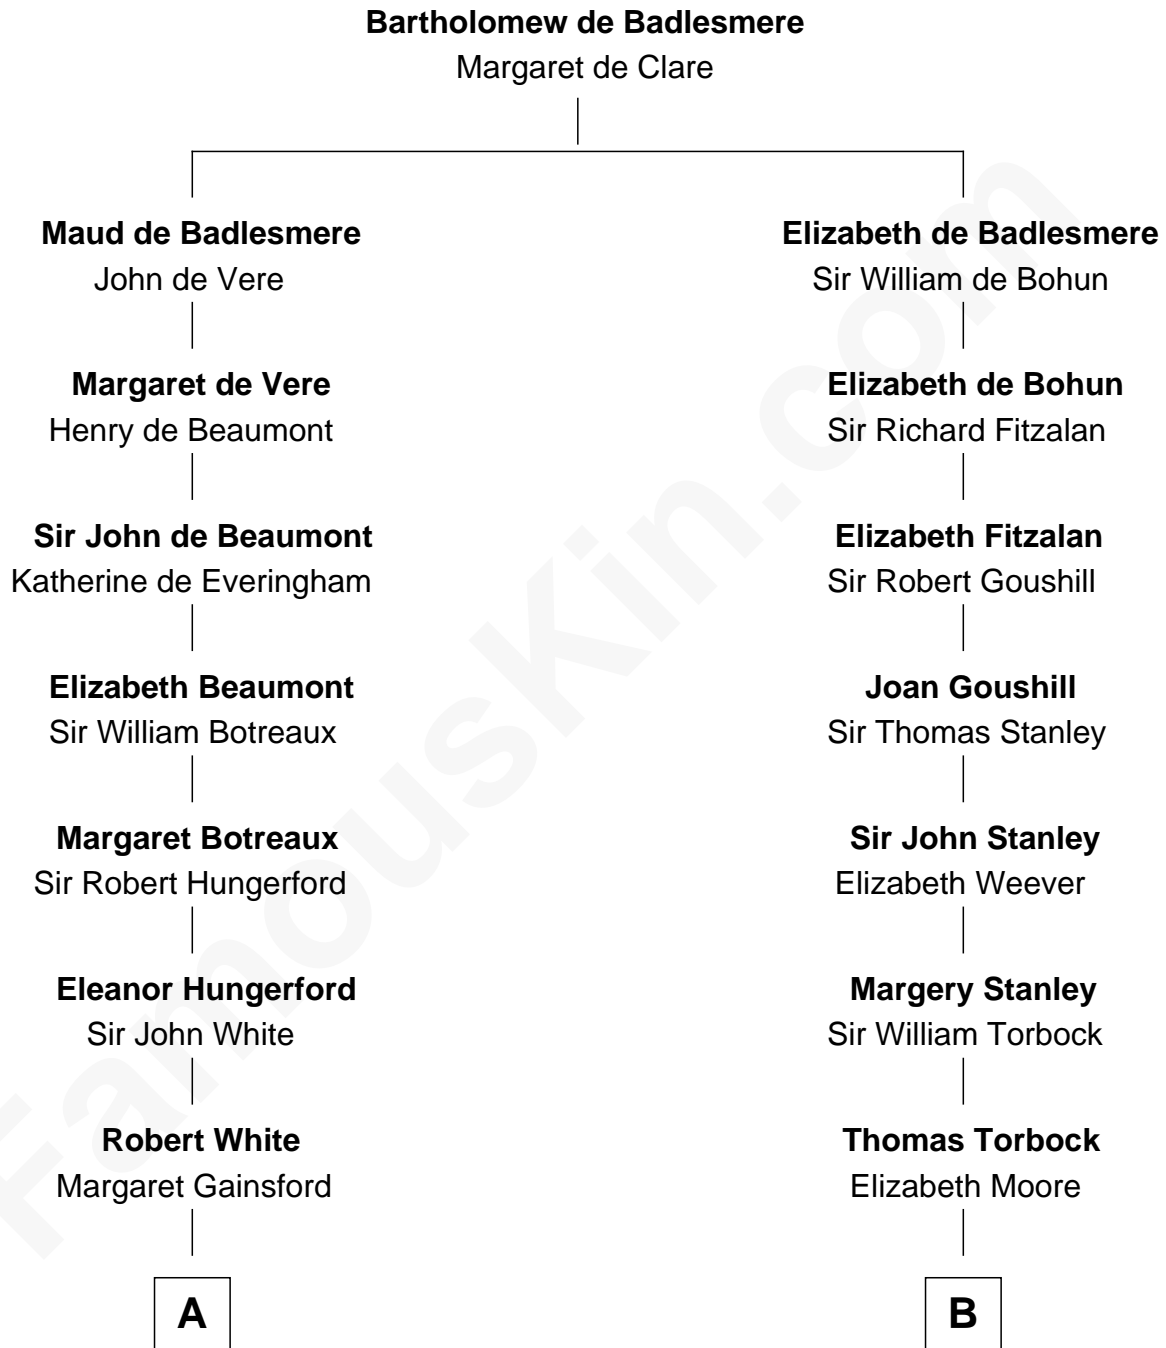 Bartholomew de Badlesmere
Margaret de Clare
Maud de Badlesmere
John de Vere
Elizabeth de Badlesmere
Sir William de Bohun
Margaret de Vere
Henry de Beaumont
Elizabeth de Bohun
Sir Richard Fitzalan
Sir John de Beaumont
Katherine de Everingham
Elizabeth Fitzalan
Sir Robert Goushill
Elizabeth Beaumont
Sir William Botreaux
Joan Goushill
Sir Thomas Stanley
Margaret Botreaux
Sir Robert Hungerford
Sir John Stanley
Elizabeth Weever
Eleanor Hungerford
Sir John White
Margery Stanley
Sir William Torbock
Robert White
Margaret Gainsford
Thomas Torbock
Elizabeth Moore
A
B
FamousKin.com